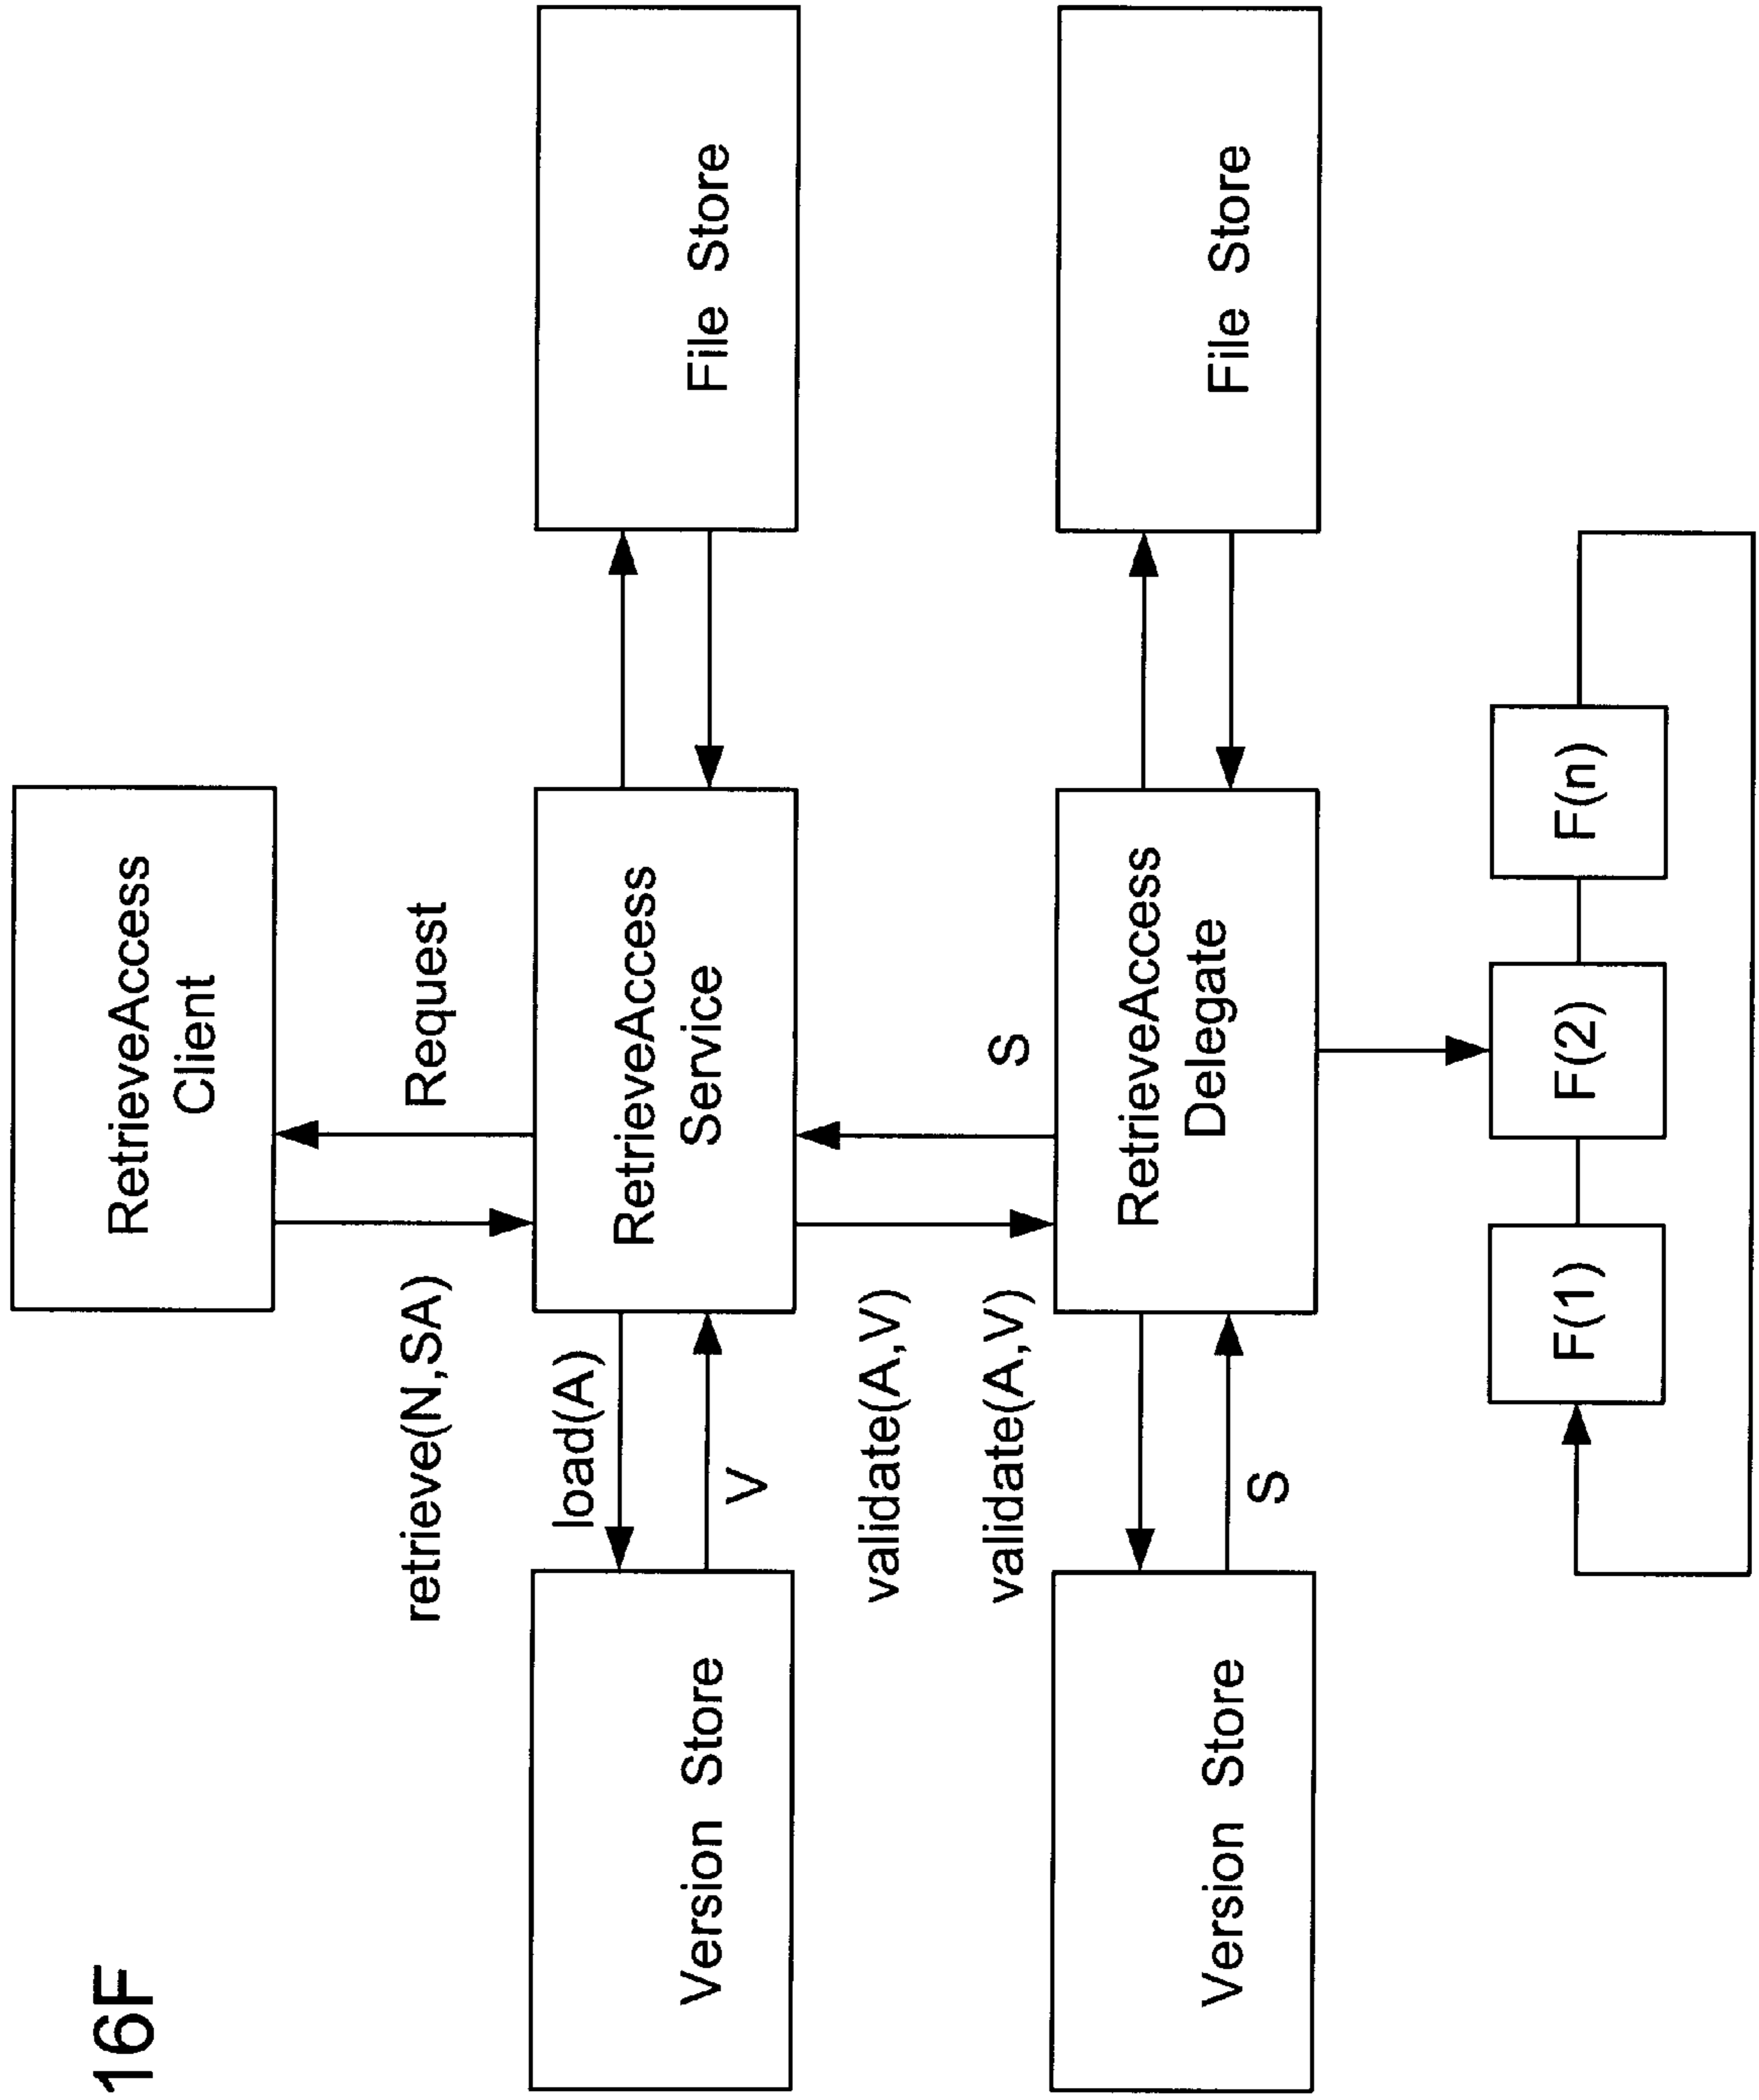 16F
RetrieveAccess
Client
retrieve(N,SA)
Request
Version Store
load(A)
V
RetrieveAccess
Service
File Store
validate(A,V)
validate(A,V)
S
Version Store
S
RetrieveAccess
Delegate
File Store
F(1)
F(2)
F(n)